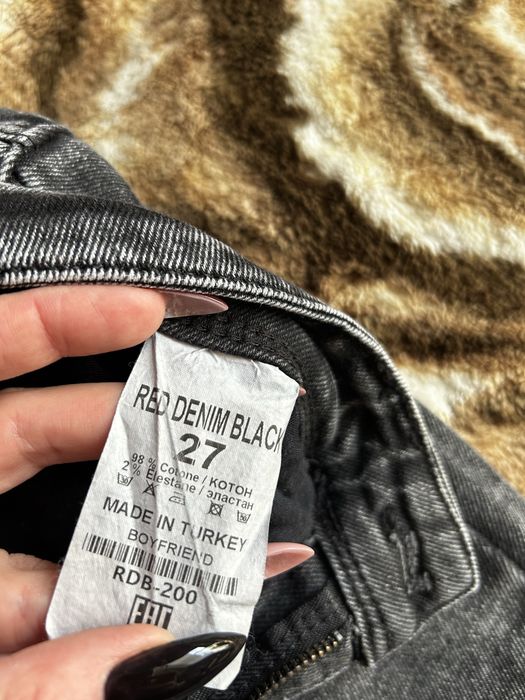 RED DENIM BLACK
27
98 % Cotone / КОТОН
2 % elestane / эластан
MADE IN TURKEY
BOYFRIEND
RDB-200
EAC